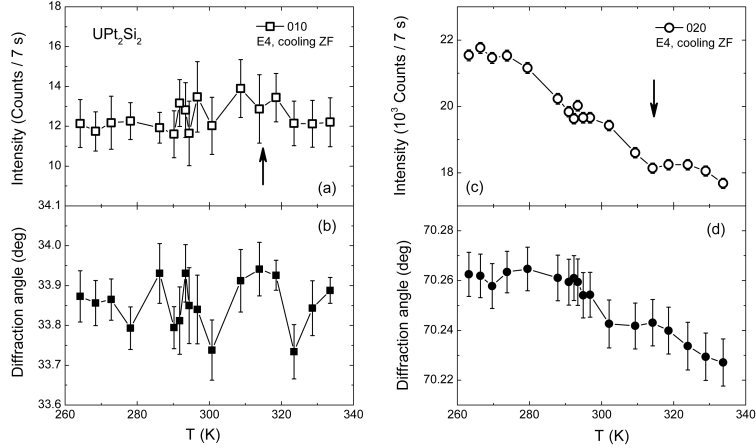 18
16
14
12
10
Intensity (Counts / 7 s)
UPt₂Si₂
010
E4, cooling ZF
(a)
34.1
34.0
33.9
33.8
33.7
33.6
Diffraction angle (deg)
(b)
260 280 300 320 340
T (K)
22
20
18
Intensity (10³ Counts / 7 s)
020
E4, cooling ZF
(c)
70.28
70.26
70.24
70.22
Diffraction angle (deg)
(d)
260 280 300 320 340
T (K)